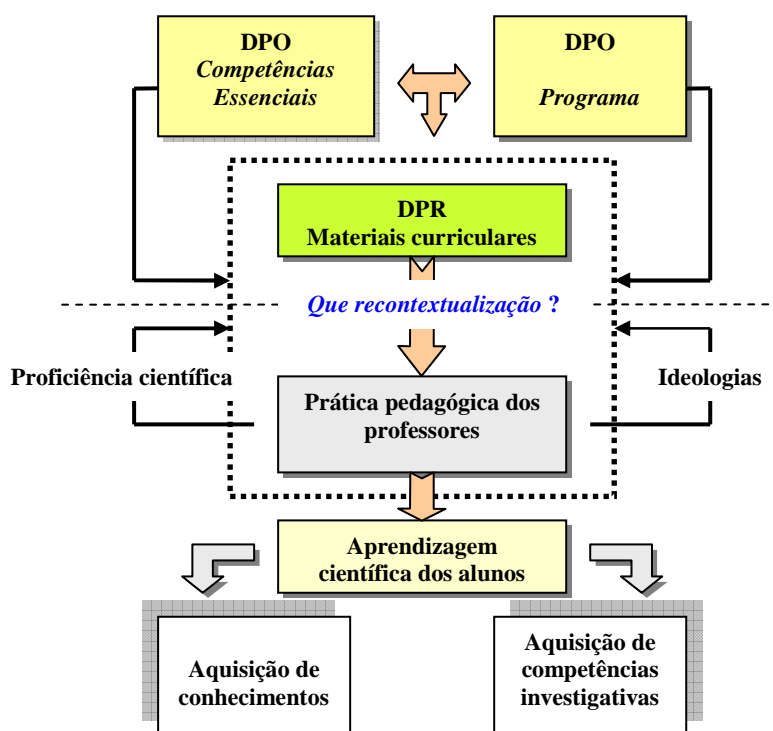 DPO
Competências
Essenciais
DPO
Programa
DPR
Materiais curriculares
Que recontextualização ?
Proficiência científica
Ideologias
Prática pedagógica dos
professores
Aprendizagem
científica dos alunos
Aquisição de
conhecimentos
Aquisição de
competências
investigativas